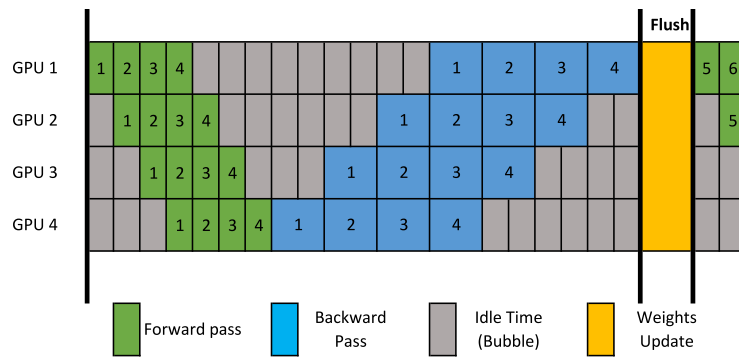 Flush
GPU 1 1 2 3 4 1 2 3 4 5 6
GPU 2 1 2 3 4 1 2 3 4 5
GPU 3 1 2 3 4 1 2 3 4
GPU 4 1 2 3 4 1 2 3 4
Forward pass
Backward
Pass
Idle Time
(Bubble)
Weights
Update